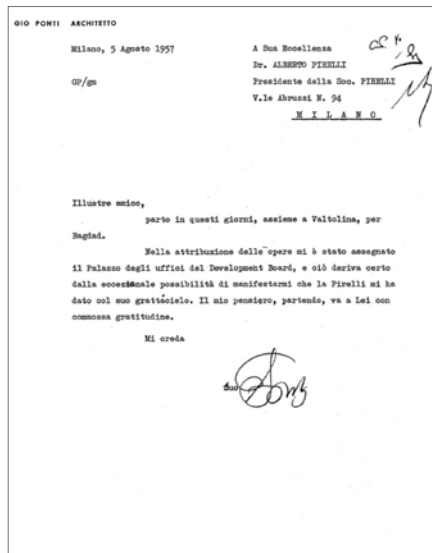 GIO PONTI ARCHITETTO
Milano, 5 Agosto 1957
A Sua Eccellenza
Dr. ALBERTO PIRELLI
GP/gm
Presidente della Soc. PIRELLI
V.le Abruzzi N. 94
MILANO
Illustre amico,
parto in questi giorni, assieme a Valtolina, per
Bagdad.
Nella attribuzione delle opere mi è stato assegnato
il Palazzo degli uffici del Development Board, e ciò deriva certo
dalla eccezionale possibilità di manifestarmi che la Pirelli mi ha
dato col suo grattacielo. Il mio pensiero, partendo, va a Lei con
commossa gratitudine.
Mi creda
suo Ponti